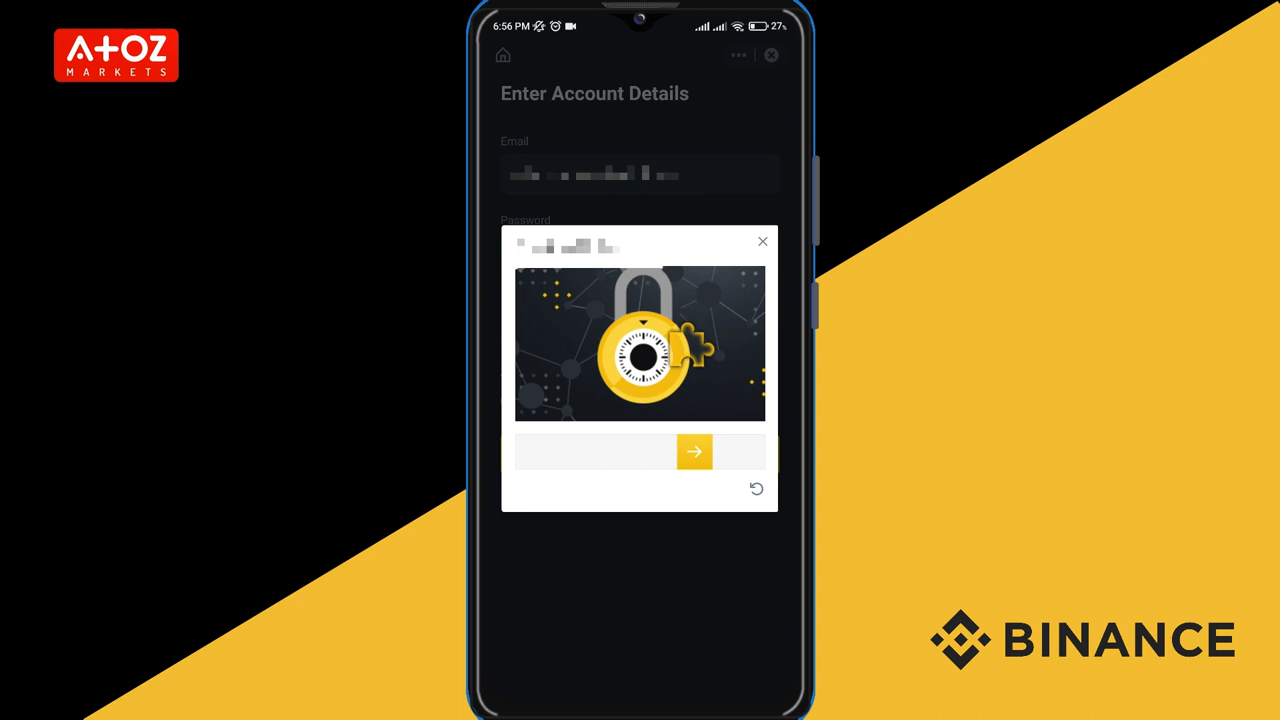 A+OZ
MARKETS
6:56 PM
27%
Enter Account Details
Email
Password
BINANCE